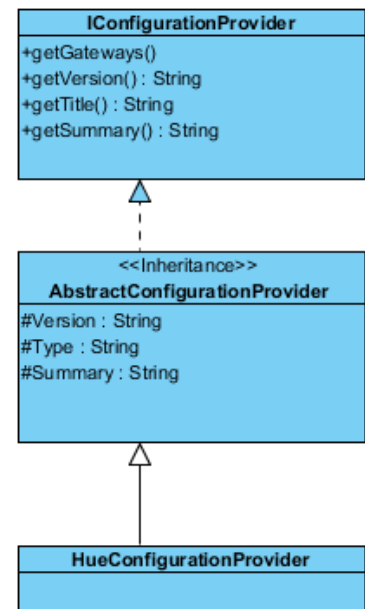 IConfigurationProvider
+getGateways()
+getVersion() : String
+getTitle() : String
+getSummary() : String
<<Inheritance>>
AbstractConfigurationProvider
#Version : String
#Type : String
#Summary : String
HueConfigurationProvider